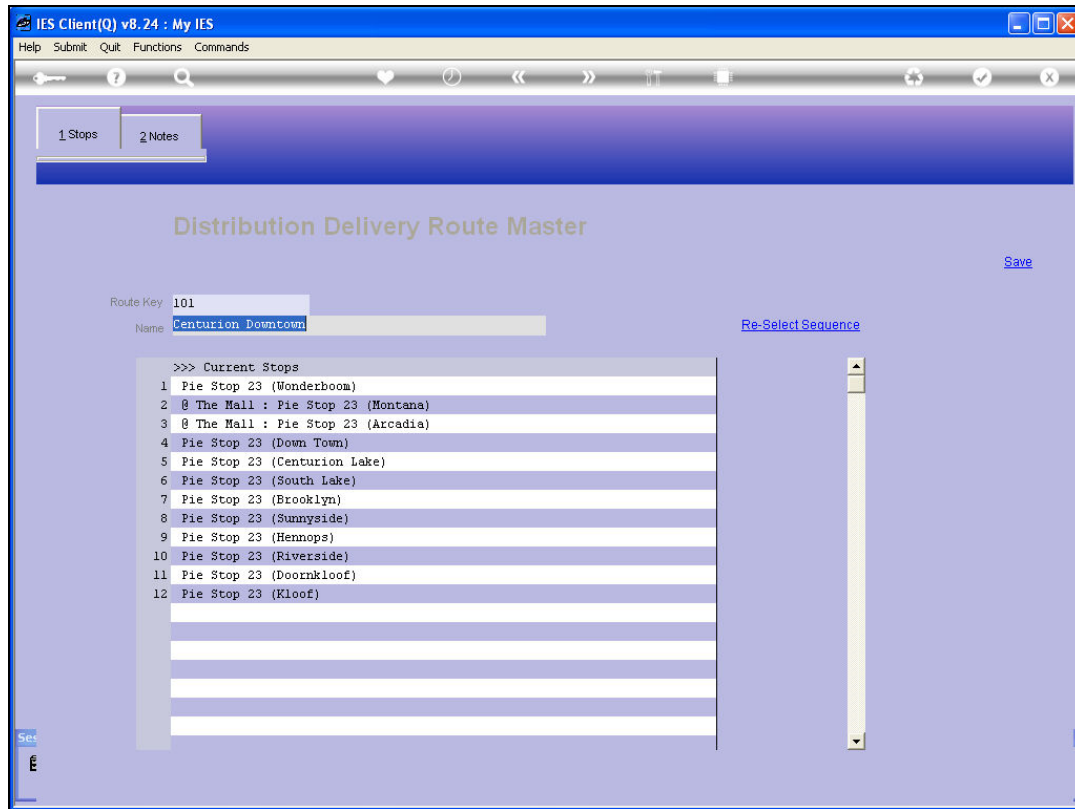 IES Client(Q) v8.24 : My IES
Help Submit Quit Functions Commands
1 Stops 2 Notes
Distribution Delivery Route Master
Save
Route Key 101
Name Centurion Downtown Re-Select Sequence
>>> Current Stops
1 Pie Stop 23 (Wonderboom)
2 @ The Mall : Pie Stop 23 (Montana)
3 @ The Mall : Pie Stop 23 (Arcadia)
4 Pie Stop 23 (Down Town)
5 Pie Stop 23 (Centurion Lake)
6 Pie Stop 23 (South Lake)
7 Pie Stop 23 (Brooklyn)
8 Pie Stop 23 (Sunnyside)
9 Pie Stop 23 (Hennops)
10 Pie Stop 23 (Riverside)
11 Pie Stop 23 (Doornkloof)
12 Pie Stop 23 (Kloof)
Ses